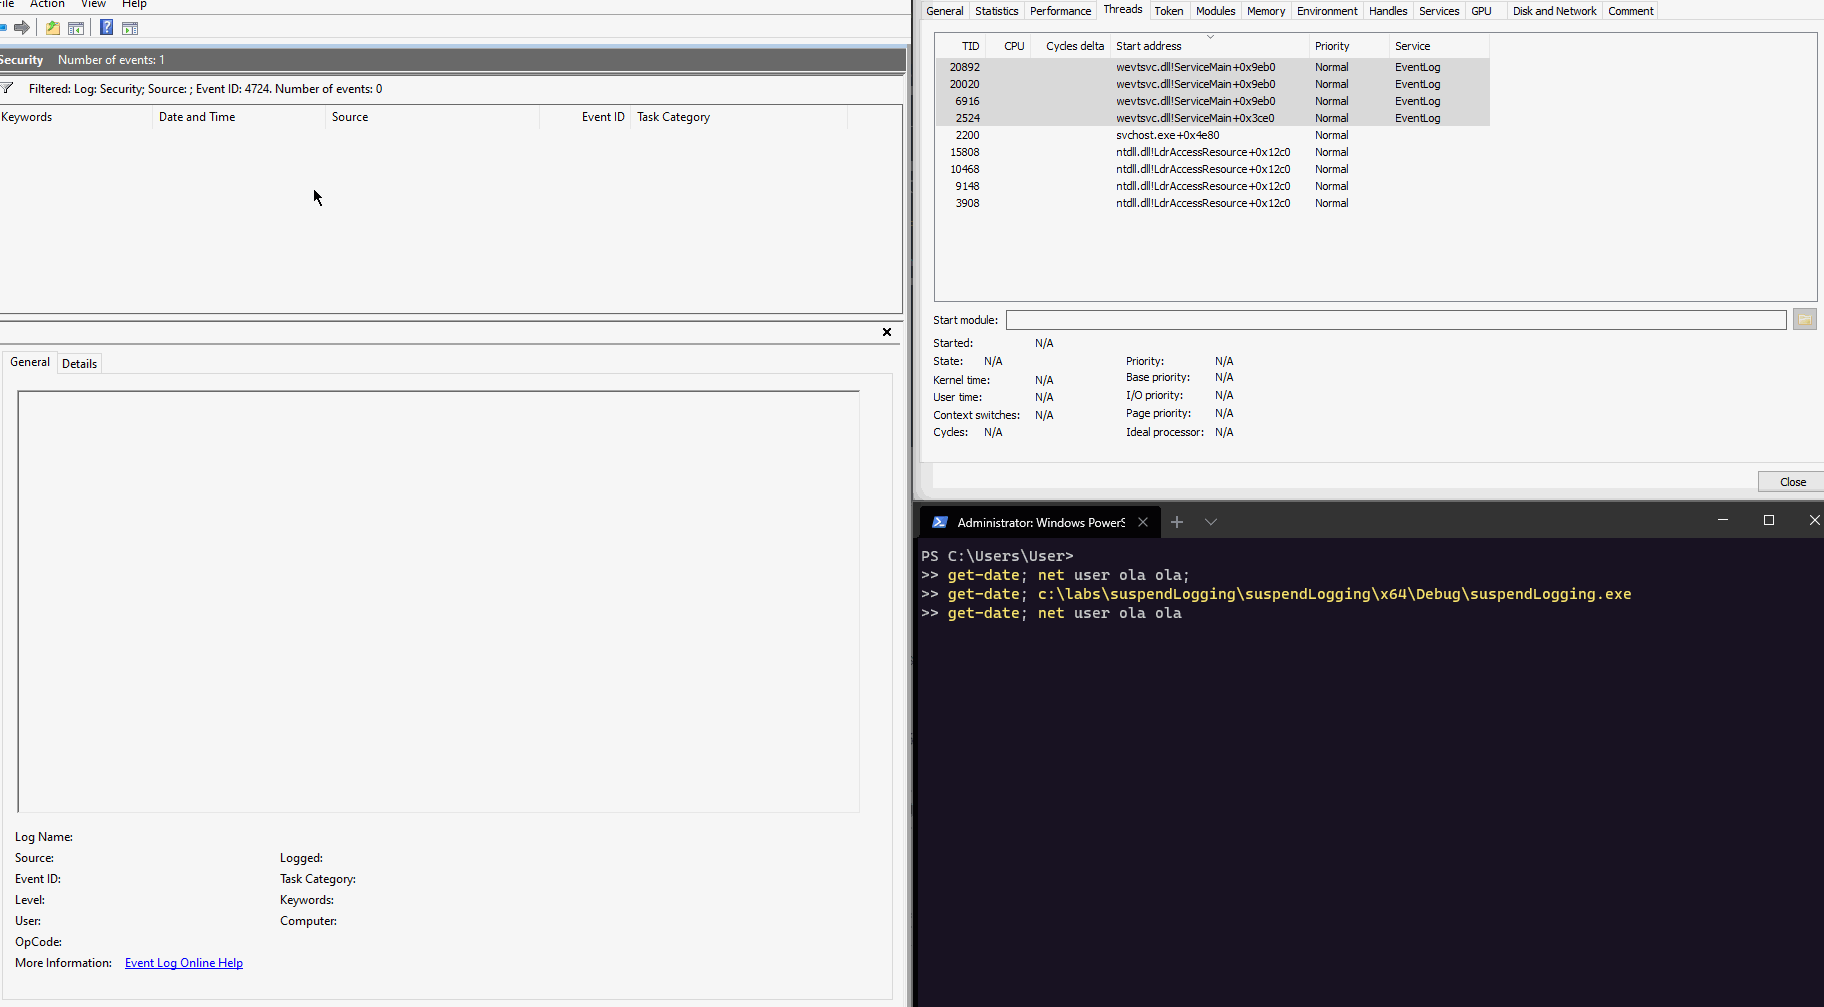 File Action View Help
Security Number of events: 1
Filtered: Log: Security; Source: ; Event ID: 4724. Number of events: 0
Keywords Date and Time Source Event ID Task Category
General Details
Log Name:
Source: Logged:
Event ID: Task Category:
Level: Keywords:
User: Computer:
OpCode:
More Information: Event Log Online Help
General Statistics Performance Threads Token Modules Memory Environment Handles Services GPU Disk and Network Comment
TID CPU Cycles delta Start address Priority Service
20892 wevtsvc.dll!ServiceMain+0x9eb0 Normal EventLog
20020 wevtsvc.dll!ServiceMain+0x9eb0 Normal EventLog
6916 wevtsvc.dll!ServiceMain+0x9eb0 Normal EventLog
2524 wevtsvc.dll!ServiceMain+0x3ce0 Normal EventLog
2200 svchost.exe+0x4e80 Normal
15808 ntdll.dll!LdrAccessResource+0x12c0 Normal
10468 ntdll.dll!LdrAccessResource+0x12c0 Normal
9148 ntdll.dll!LdrAccessResource+0x12c0 Normal
3908 ntdll.dll!LdrAccessResource+0x12c0 Normal
Start module:
Started: N/A
State: N/A Priority: N/A
Kernel time: N/A Base priority: N/A
User time: N/A I/O priority: N/A
Context switches: N/A Page priority: N/A
Cycles: N/A Ideal processor: N/A
Close
Administrator: Windows PowerS
PS C:\Users\User>
>> get-date; net user ola ola;
>> get-date; c:\labs\suspendLogging\suspendLogging\x64\Debug\suspendLogging.exe
>> get-date; net user ola ola